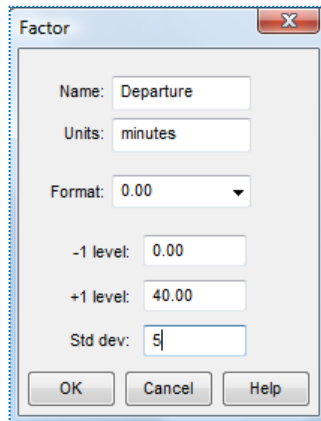 Factor
Name: Departure
Units: minutes
Format: 0.00
-1 level: 0.00
+1 level: 40.00
Std dev: 5
OK Cancel Help